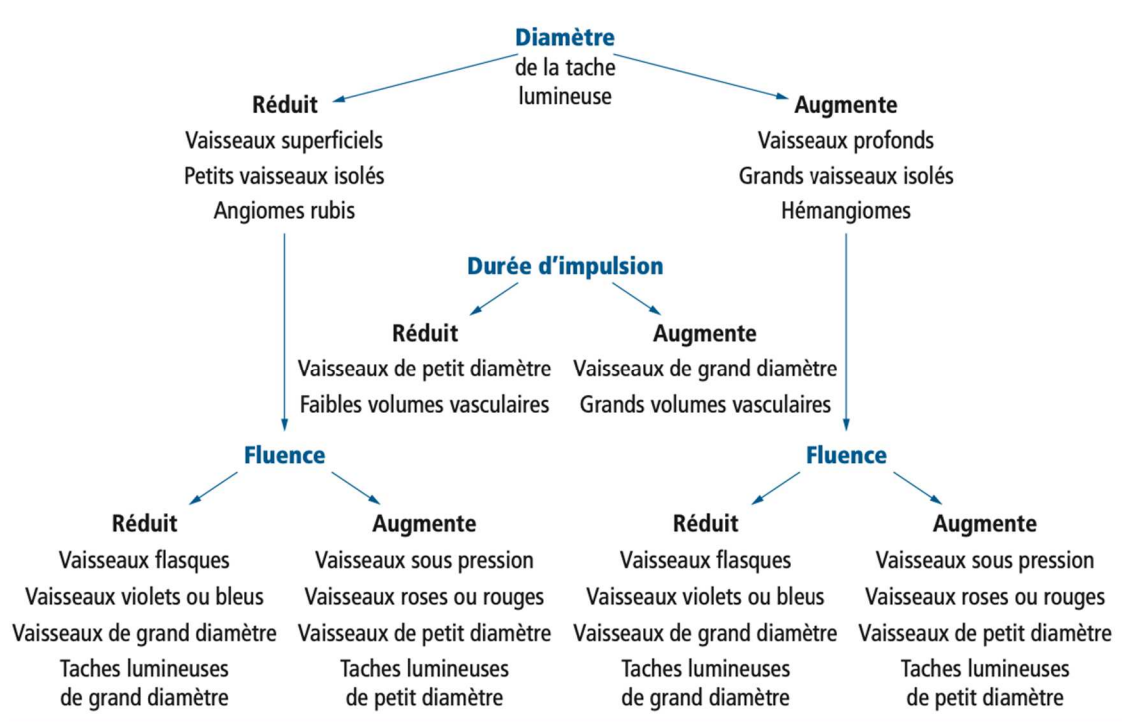 Diamètre
de la tache
lumineuse
Réduit
Vaisseaux superficiels
Petits vaisseaux isolés
Angiomes rubis
Augmente
Vaisseaux profonds
Grands vaisseaux isolés
Hémangiomes
Durée d’impulsion
Réduit
Vaisseaux de petit diamètre
Faibles volumes vasculaires
Augmente
Vaisseaux de grand diamètre
Grands volumes vasculaires
Fluence
Réduit
Vaisseaux flasques
Vaisseaux violets ou bleus
Vaisseaux de grand diamètre
Taches lumineuses
de grand diamètre
Augmente
Vaisseaux sous pression
Vaisseaux roses ou rouges
Vaisseaux de petit diamètre
Taches lumineuses
de petit diamètre
Fluence
Réduit
Vaisseaux flasques
Vaisseaux violets ou bleus
Vaisseaux de grand diamètre
Taches lumineuses
de grand diamètre
Augmente
Vaisseaux sous pression
Vaisseaux roses ou rouges
Vaisseaux de petit diamètre
Taches lumineuses
de petit diamètre